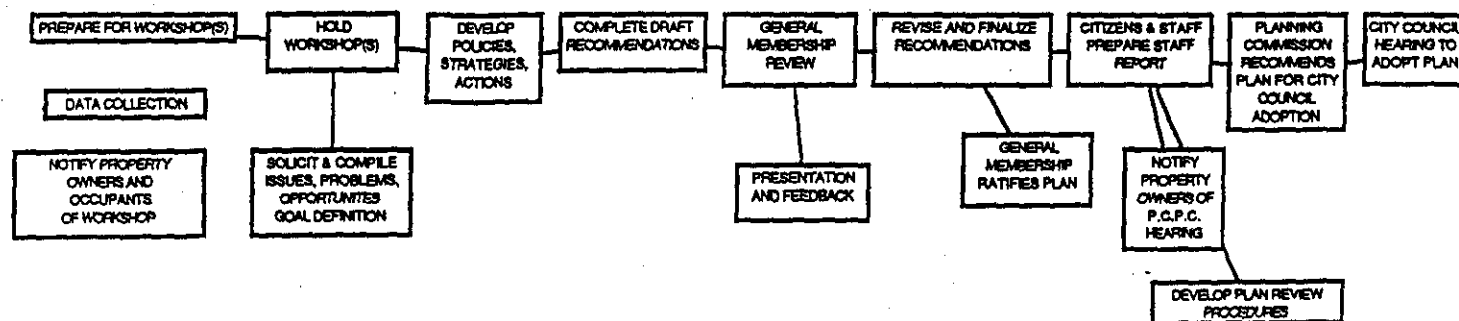 PREPARE FOR WORKSHOP(S)
HOLD
WORKSHOP(S)
DEVELOP
POLICIES,
STRATEGIES,
ACTIONS
COMPLETE DRAFT
RECOMMENDATIONS
GENERAL
MEMBERSHIP
REVIEW
REVISE AND FINALIZE
RECOMMENDATIONS
CITIZENS & STAFF
PREPARE STAFF
REPORT
PLANNING
COMMISSION
RECOMMENDS
PLAN FOR CITY
COUNCIL
ADOPTION
CITY COUNCIL
HEARING TO
ADOPT PLAN
DATA COLLECTION
NOTIFY PROPERTY
OWNERS AND
OCCUPANTS
OF WORKSHOP
SOLICIT & COMPILE
ISSUES, PROBLEMS,
OPPORTUNITES
GOAL DEFINITION
PRESENTATION
AND FEEDBACK
GENERAL
MEMBERSHIP
RATIFIES PLAN
NOTIFY
PROPERTY
OWNERS OF
P.C.P.C.
HEARING
DEVELOP PLAN REVIEW
PROCEDURES